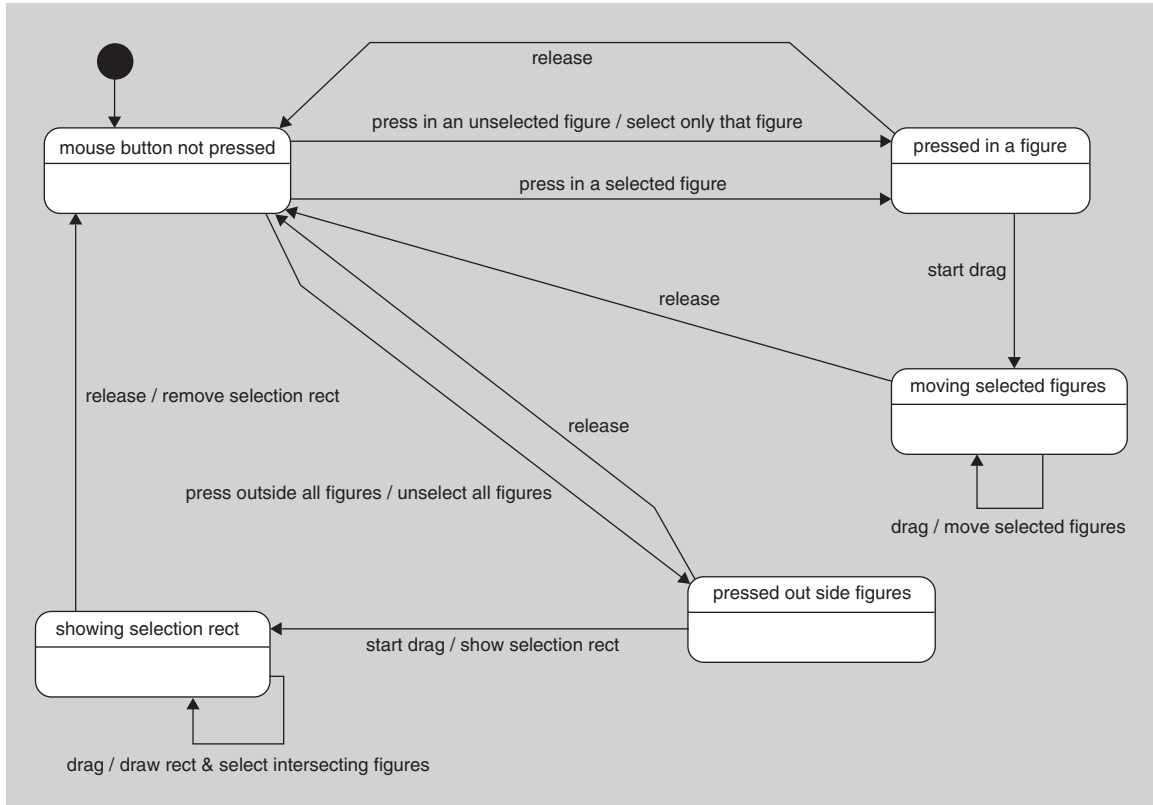 release
press in an unselected figure / select only that figure
mouse button not pressed
pressed in a figure
press in a selected figure
start drag
release
moving selected figures
release / remove selection rect
release
press outside all figures / unselect all figures
drag / move selected figures
pressed out side figures
showing selection rect
start drag / show selection rect
drag / draw rect & select intersecting figures